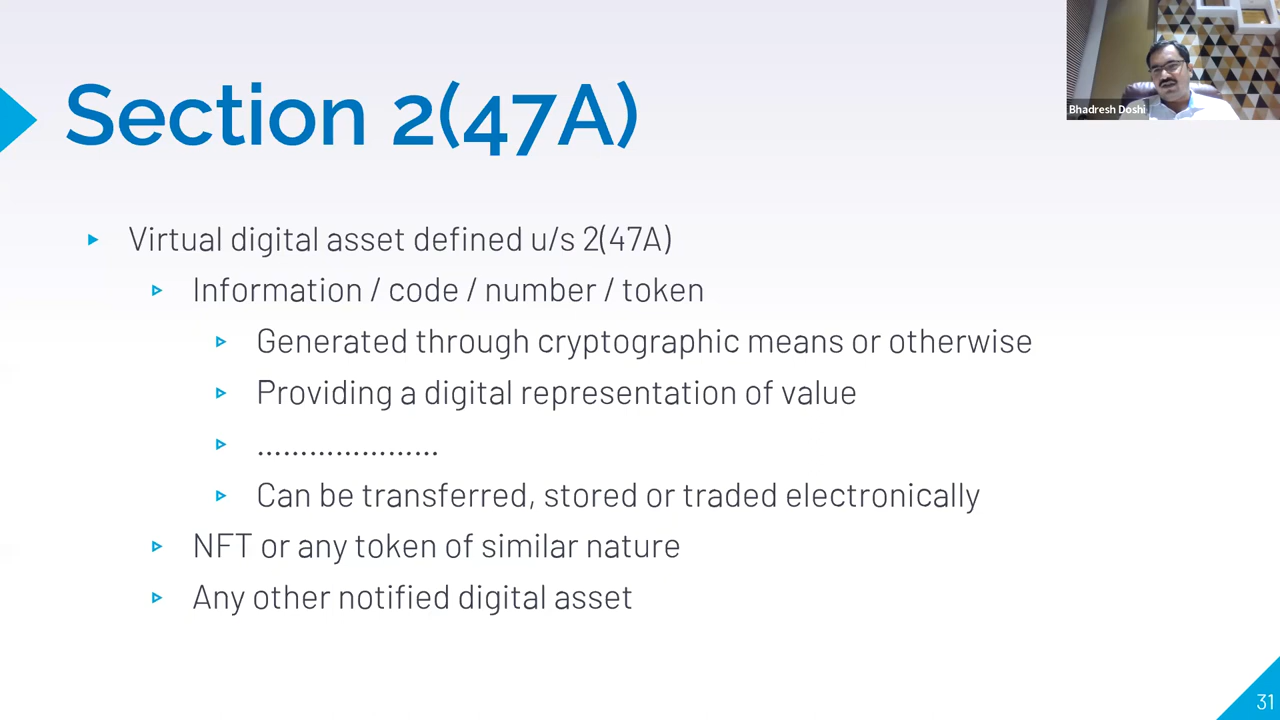 Section 2(47A)
Bhadresh Doshi
Virtual digital asset defined u/s 2(47A)
Information / code / number / token
Generated through cryptographic means or otherwise
Providing a digital representation of value
.....................
Can be transferred, stored or traded electronically
NFT or any token of similar nature
Any other notified digital asset
31